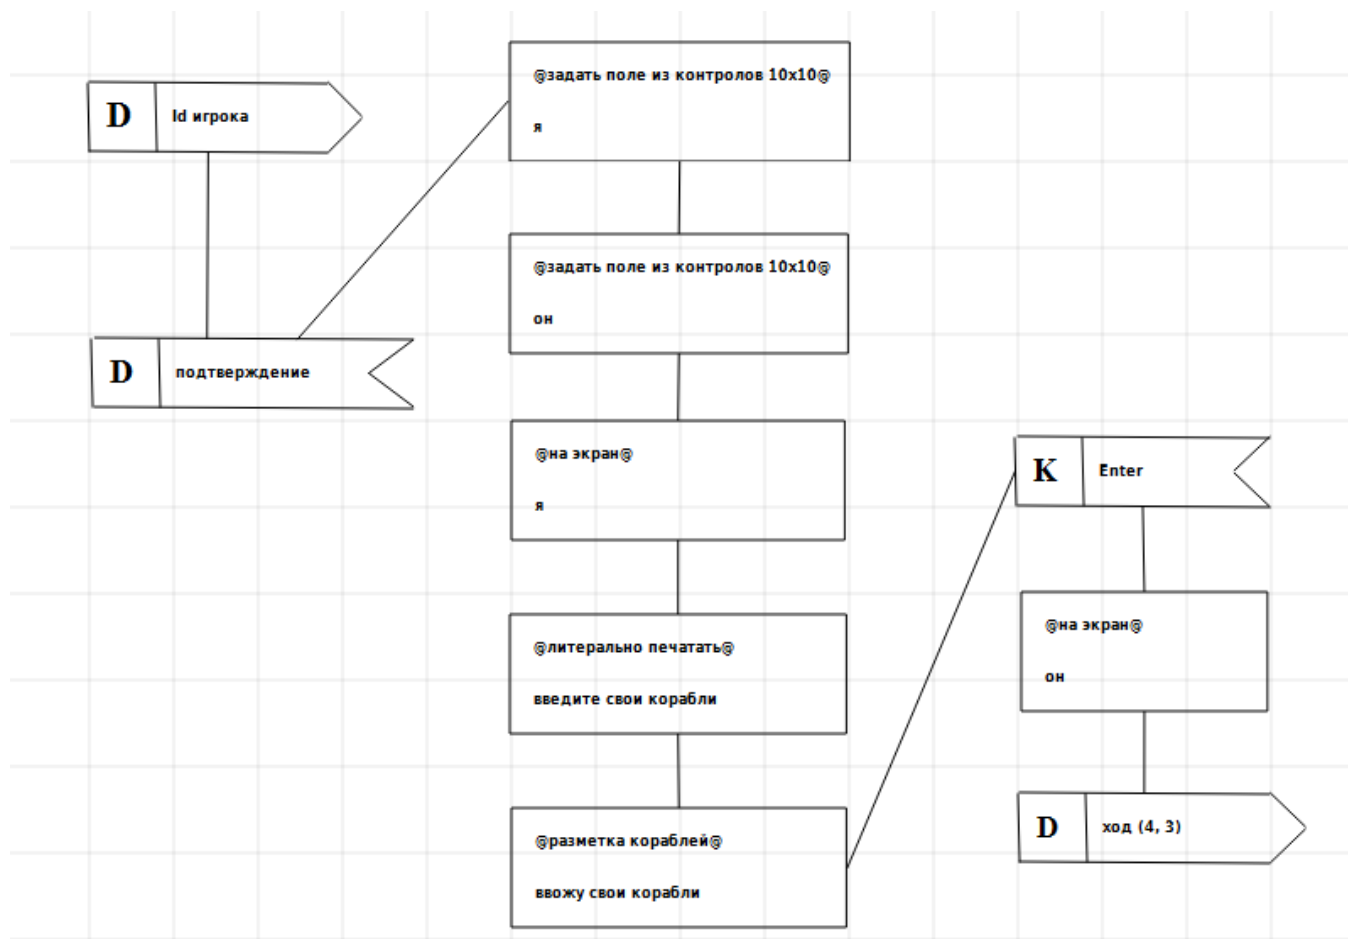 D Id игрока
D подтверждение
@задать поле из контролов 10x10@
я
@задать поле из контролов 10x10@
он
@на экран@
я
@литерально печатать@
введите свои корабли
@разметка кораблей@
ввожу свои корабли
K Enter
@на экран@
он
D ход (4, 3)